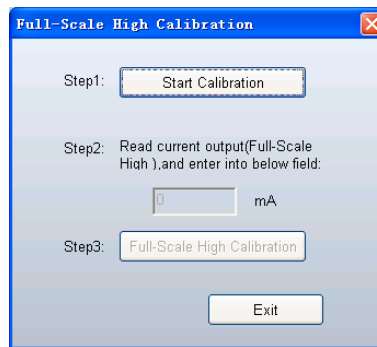 Full-Scale High Calibration
Step1: Start Calibration
Step2: Read current output(Full-Scale
High ),and enter into below field:
0 mA
Step3: Full-Scale High Calibration
Exit